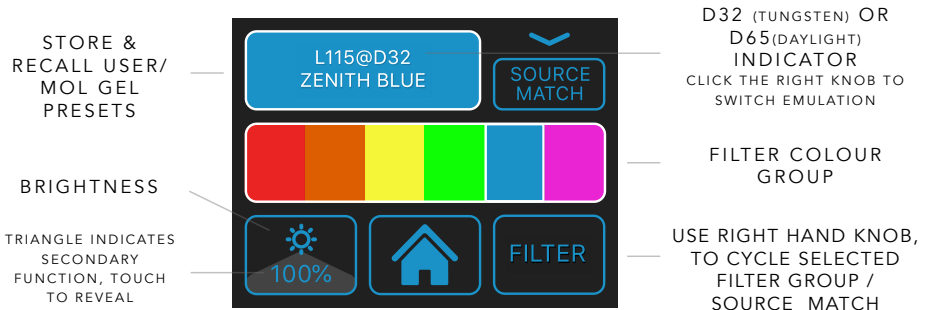 STORE &
RECALL USER/
MOL GEL
PRESETS
BRIGHTNESS
TRIANGLE INDICATES
SECONDARY
FUNCTION, TOUCH
TO REVEAL
L115@D32
ZENITH BLUE
SOURCE
MATCH
100%
FILTER
D32 (TUNGSTEN) OR
D65(DAYLIGHT)
INDICATOR
CLICK THE RIGHT KNOB TO
SWITCH EMULATION
FILTER COLOUR
GROUP
USE RIGHT HAND KNOB,
TO CYCLE SELECTED
FILTER GROUP /
SOURCE MATCH